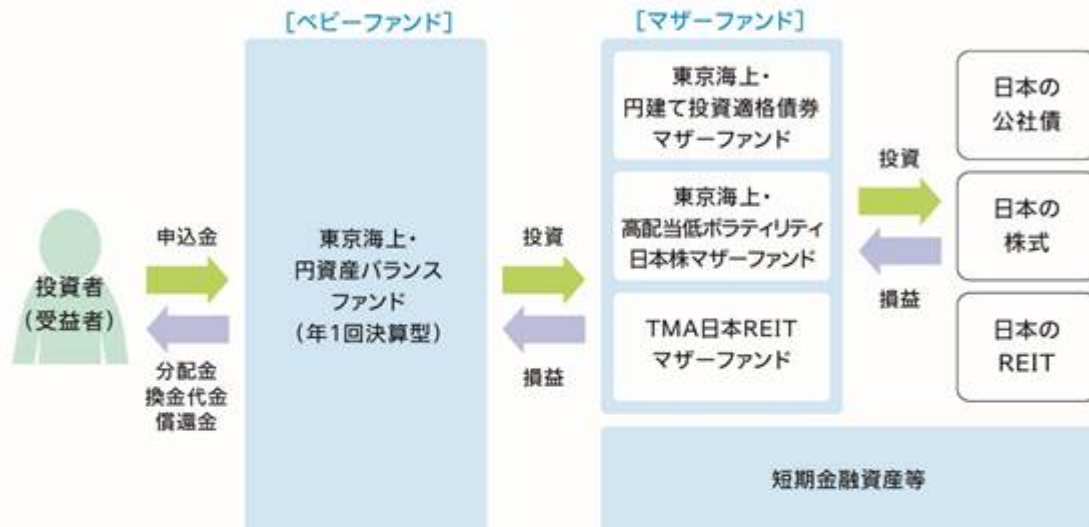 [ベビーファンド]
[マザーファンド]
投資者
(受益者)
申込金
分配金
換金代金
償還金
東京海上・
円資産バランス
ファンド
(年1回決算型)
投資
損益
東京海上・
円建て投資適格債券
マザーファンド
東京海上・
高配当低ボラティリティ
日本株マザーファンド
TMA日本REIT
マザーファンド
投資
損益
日本の
公社債
日本の
株式
日本の
REIT
短期金融資産等